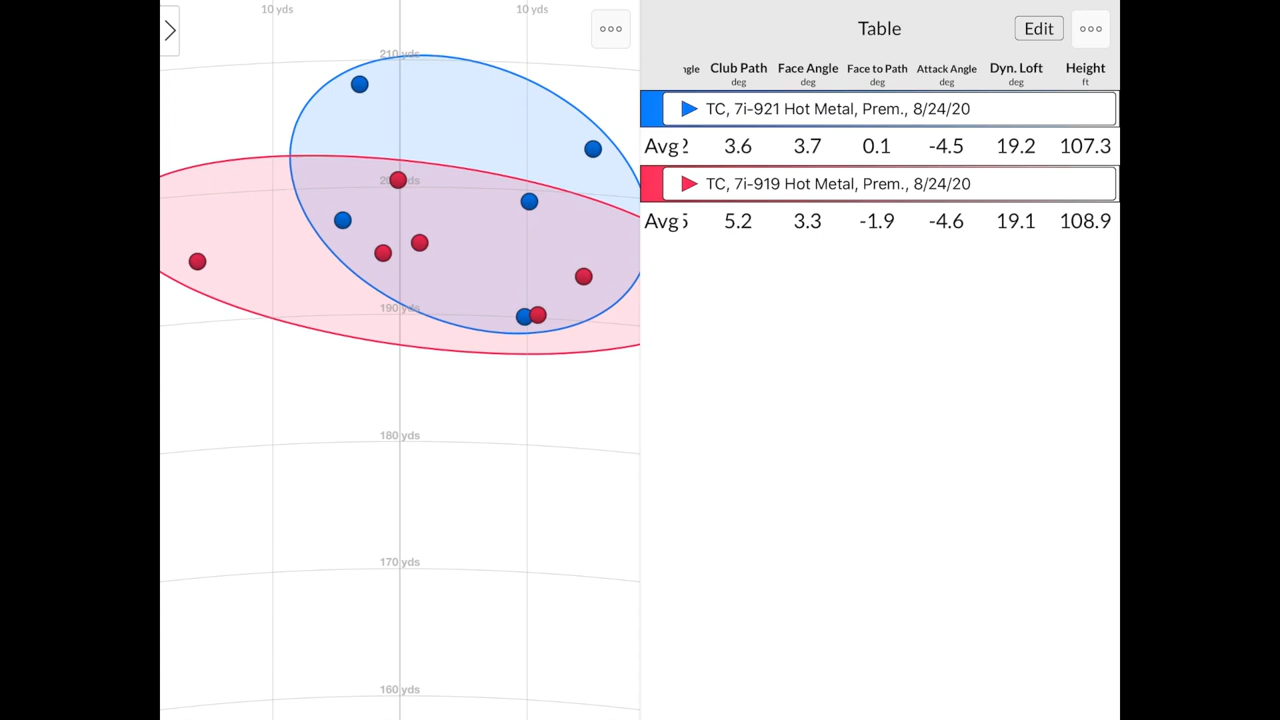 10 yds 10 yds
210 yds
200 yds
190 yds
180 yds
170 yds
160 yds
Table
Edit
Club Path Face Angle Face to Path Attack Angle Dyn. Loft Height
deg deg deg deg deg ft
TC, 7i-921 Hot Metal, Prem., 8/24/20
Avg 3.6 3.7 0.1 -4.5 19.2 107.3
TC, 7i-919 Hot Metal, Prem., 8/24/20
Avg 5.2 3.3 -1.9 -4.6 19.1 108.9